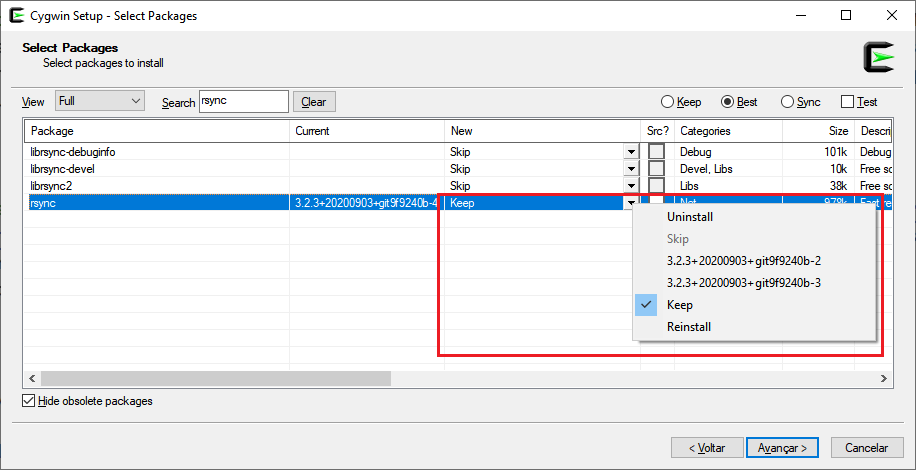 Cygwin Setup - Select Packages
Select Packages
Select packages to install
View Full Search rsync Clear Keep Best Sync Test
Package Current New Src? Categories Size Descri
librsync-debuginfo Skip Debug 101k Debug
librsync-devel Skip Devel, Libs 10k Free sc
librsync2 Skip Libs 38k Free sc
rsync 3.2.3+20200903+git9f9240b-4 Keep Net 978k Fast re
Uninstall
Skip
3.2.3+20200903+git9f9240b-2
3.2.3+20200903+git9f9240b-3
Keep
Reinstall
Hide obsolete packages
< Voltar Avançar > Cancelar